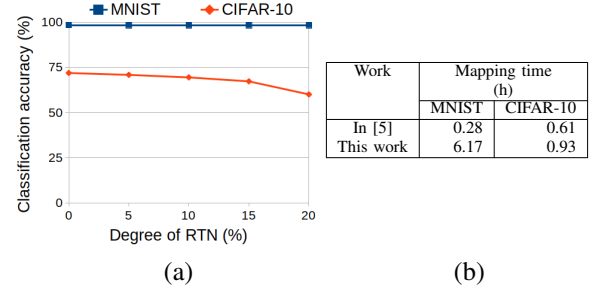 MNIST CIFAR-10
Classification accuracy (%)
100
75
50
25
0
0 5 10 15 20
Degree of RTN (%)
(a)
Work Mapping time
(h)
MNIST CIFAR-10
In [5] 0.28 0.61
This work 6.17 0.93
(b)